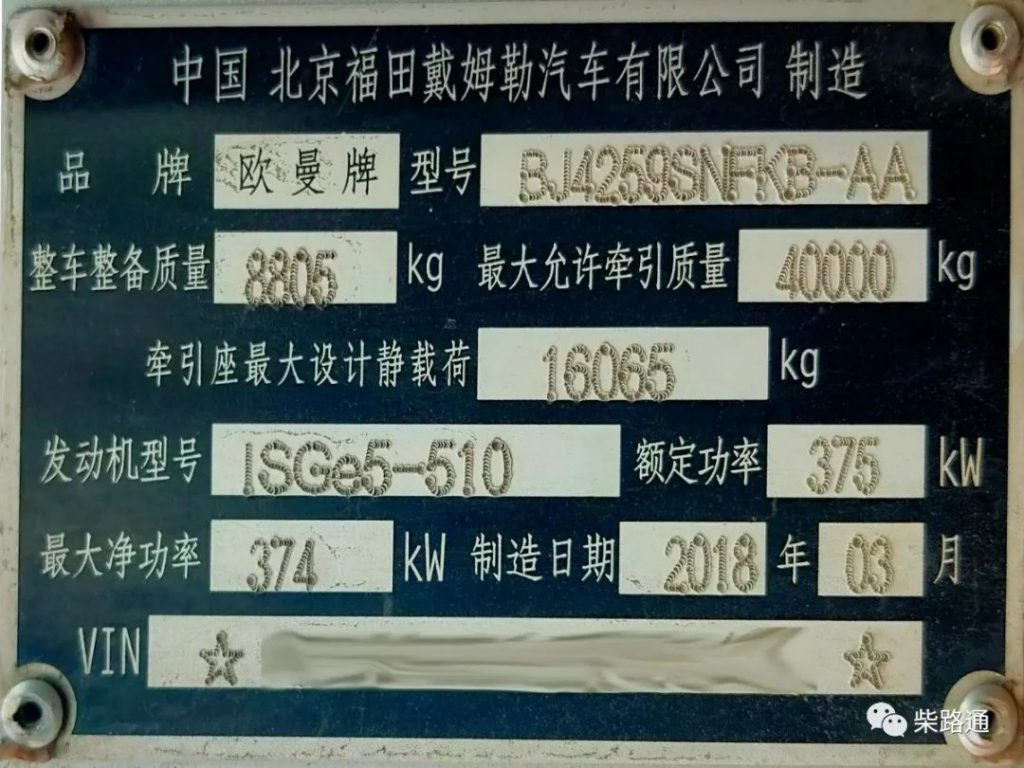 中国 北京福田戴姆勒汽车有限公司 制造
品 牌 欧曼牌 型号 BJ4259SNFKB-AA
整车整备质量 8805 kg 最大允许牵引质量 40000 kg
牵引座最大设计静载荷 16065 kg
发动机型号 ISGe5-510 额定功率 375 kW
最大净功率 374 kW 制造日期 2018 年 03 月
VIN ☆ ☆
柴路通